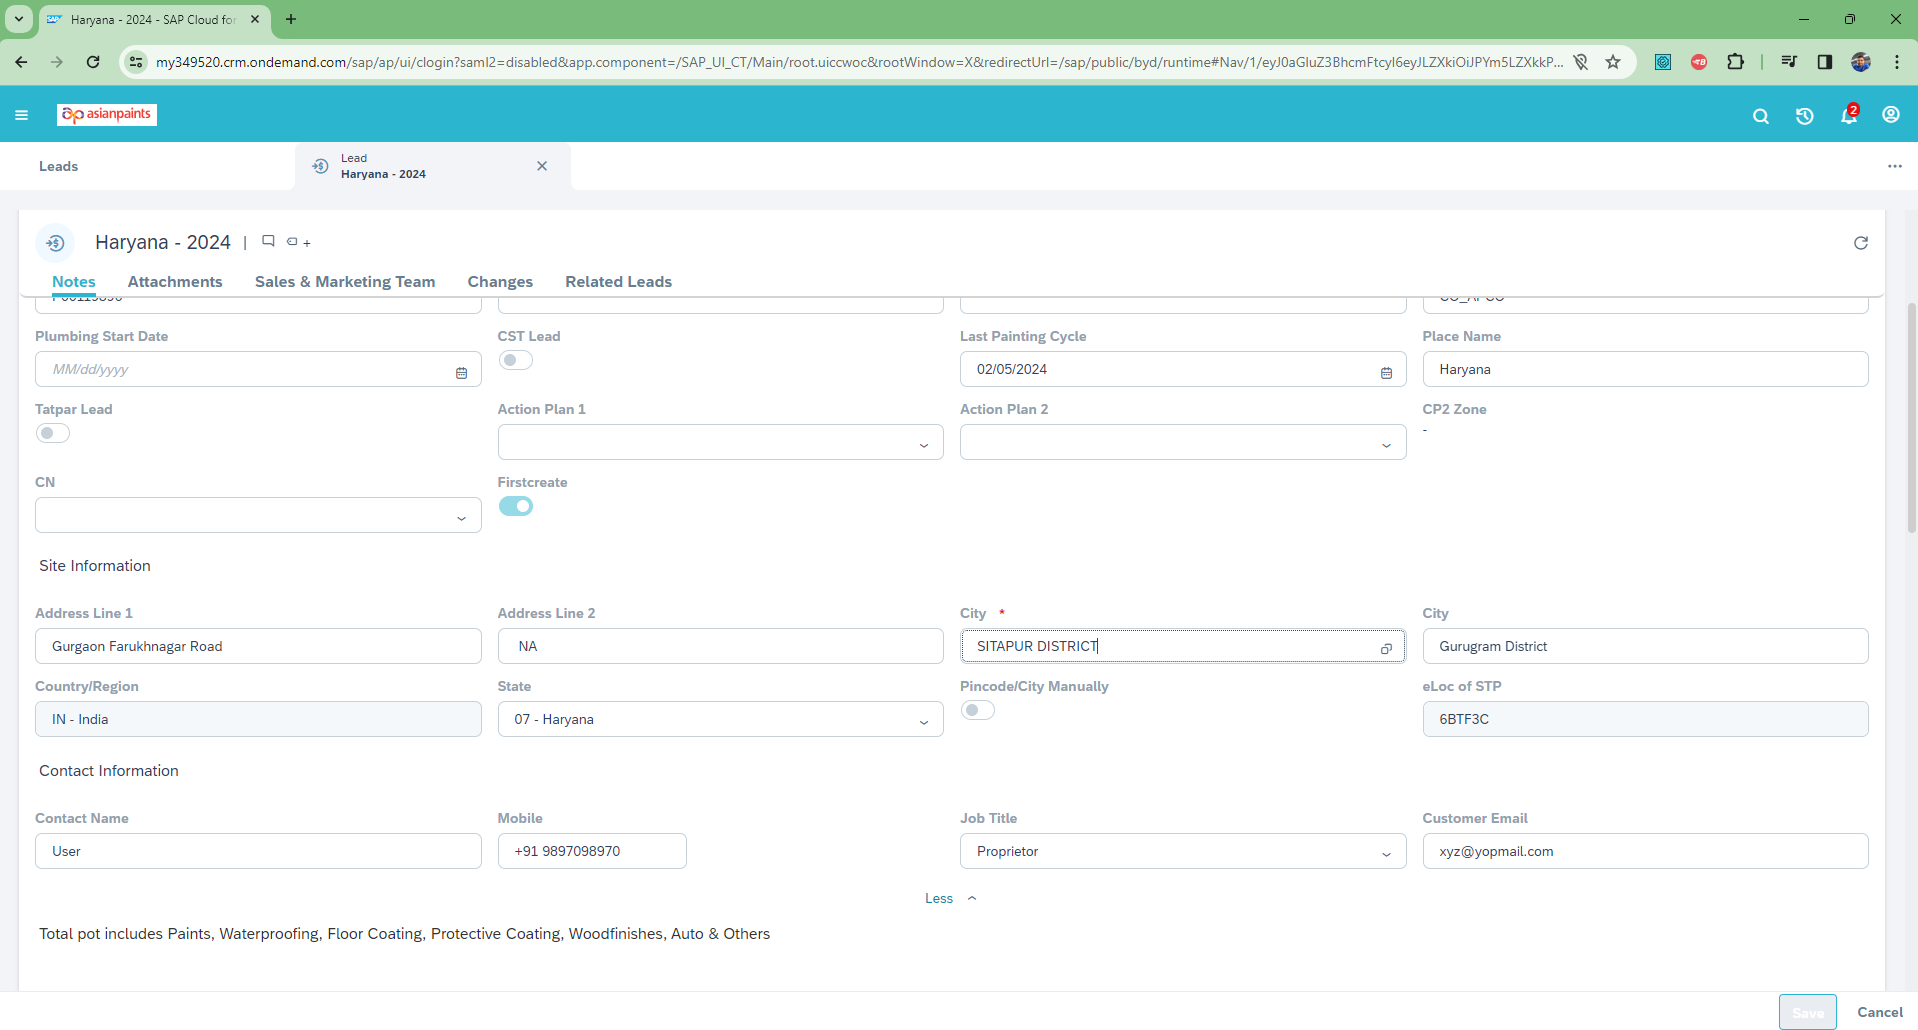 Haryana - 2024 - SAP Cloud for
my349520.crm.ondemand.com/sap/ap/ui/clogin?saml2=disabled&app.component=/SAP_UI_CT/Main/root.uiccwoc&rootWindow=X&redirectUrl=/sap/public/byd/runtime#Nav/1/eyJ0aGluZ3BhcmFtcyI6eyJLZXkiOiJPYm5LZXkkP...
asianpaints
2
Leads
Lead
Haryana - 2024
Haryana - 2024
Notes Attachments Sales & Marketing Team Changes Related Leads
Plumbing Start Date CST Lead Last Painting Cycle Place Name
MM/dd/yyyy 02/05/2024 Haryana
Tatpar Lead Action Plan 1 Action Plan 2 CP2 Zone
-
CN Firstcreate
Site Information
Address Line 1 Address Line 2 City * City
Gurgaon Farukhnagar Road NA SITAPUR DISTRICT Gurugram District
Country/Region State Pincode/City Manually eLoc of STP
IN - India 07 - Haryana 6BTF3C
Contact Information
Contact Name Mobile Job Title Customer Email
User +91 9897098970 Proprietor xyz@yopmail.com
Less
Total pot includes Paints, Waterproofing, Floor Coating, Protective Coating, Woodfinishes, Auto & Others
Save Cancel